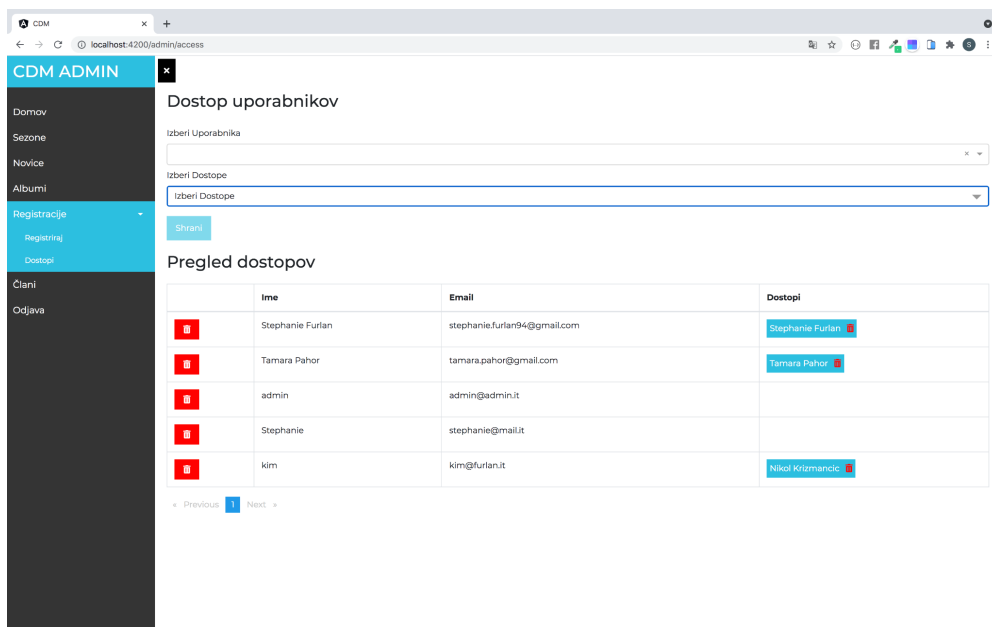 CDM
localhost:4200/admin/access
S
CDM ADMIN
Domov
Sezone
Novice
Albumi
Registracije
Registriraj
Dostopi
Člani
Odjava
Dostop uporabnikov
Izberi Uporabnika
Izberi Dostope
Izberi Dostope
Shrani
Pregled dostopov
Ime Email Dostopi
Stephanie Furlan stephanie.furlan94@gmail.com Stephanie Furlan
Tamara Pahor tamara.pahor@gmail.com Tamara Pahor
admin admin@admin.it
Stephanie stephanie@mail.it
kim kim@furlan.it Nikol Krizmancic
« Previous 1 Next »